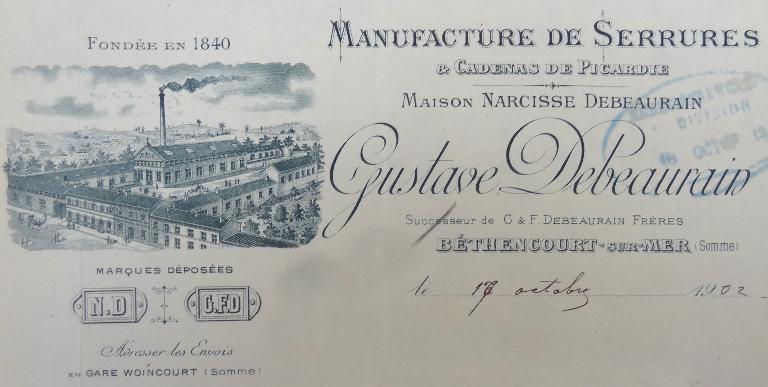 FONDÉE EN 1840
MANUFACTURE DE SERRURES
& CADENAS DE PICARDIE
MAISON NARCISSE DEBEAURAIN
Gustave Debeaurain
Successeur de G & F. DEBEAURAIN FRÈRES
BÉTHENCOURT-SUR-MER (Somme)
le 17 octobre 1902
MARQUES DÉPOSÉES
N.D G.F.D
Adresser les Envois
EN GARE WOINCOURT (Somme)
DIVISION